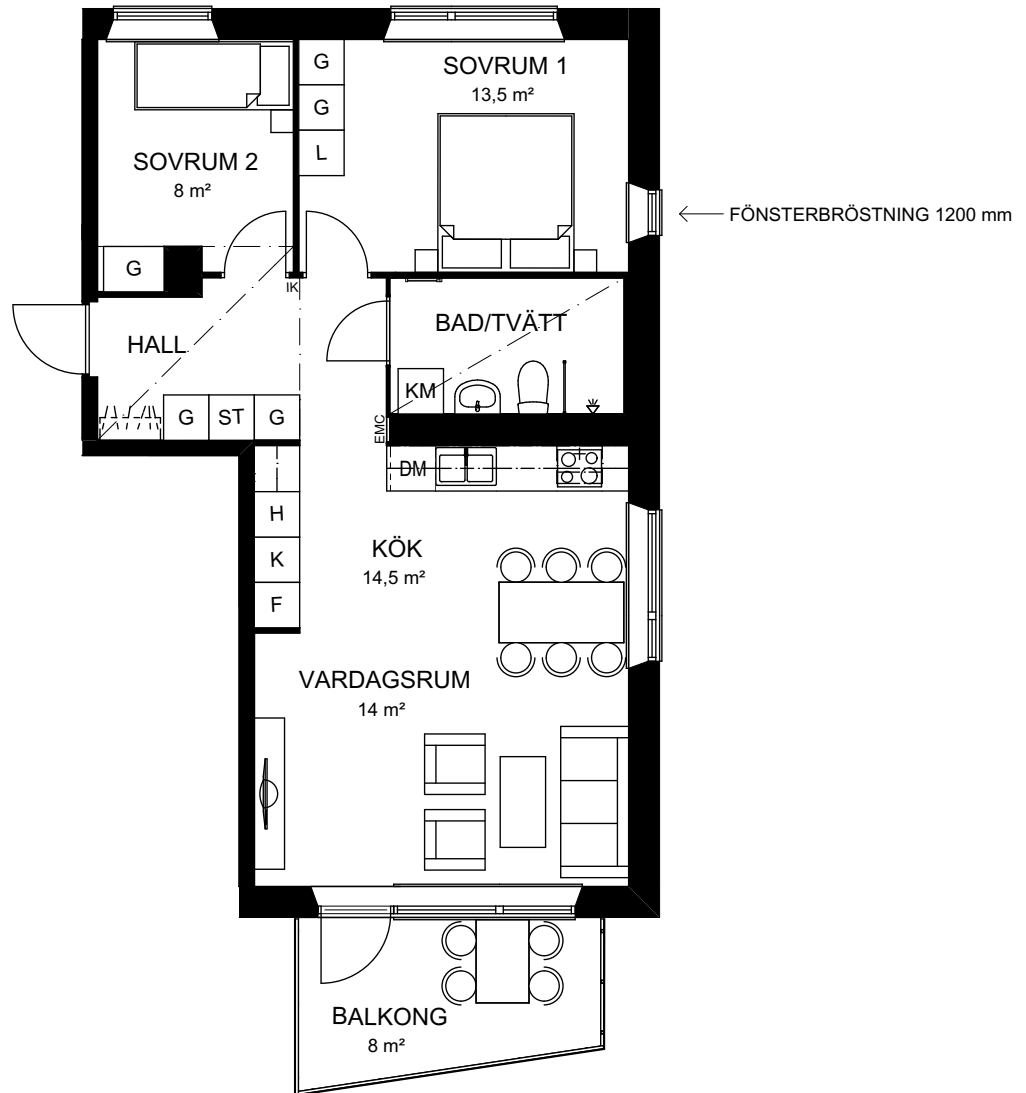 G
SOVRUM 1
13,5 m²
G
L
SOVRUM 2
8 m²
FÖNSTERBRÖSTNING 1200 mm
G
IK
HALL
BAD/TVÄTT
KM
G ST G
EMC
DM
H
KÖK
14,5 m²
K
F
VARDAGSRUM
14 m²
BALKONG
8 m²